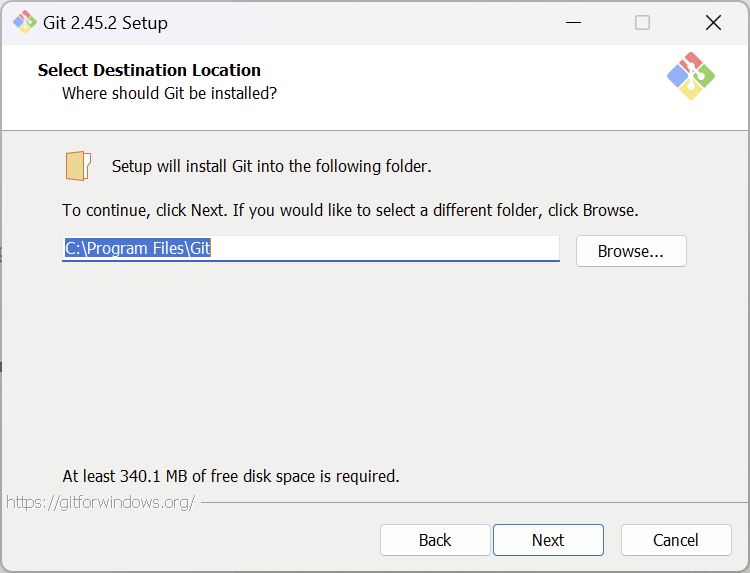 Git 2.45.2 Setup
Select Destination Location
Where should Git be installed?
Setup will install Git into the following folder.
To continue, click Next. If you would like to select a different folder, click Browse.
C:\Program Files\Git
Browse...
At least 340.1 MB of free disk space is required.
https://gitforwindows.org/
Back
Next
Cancel